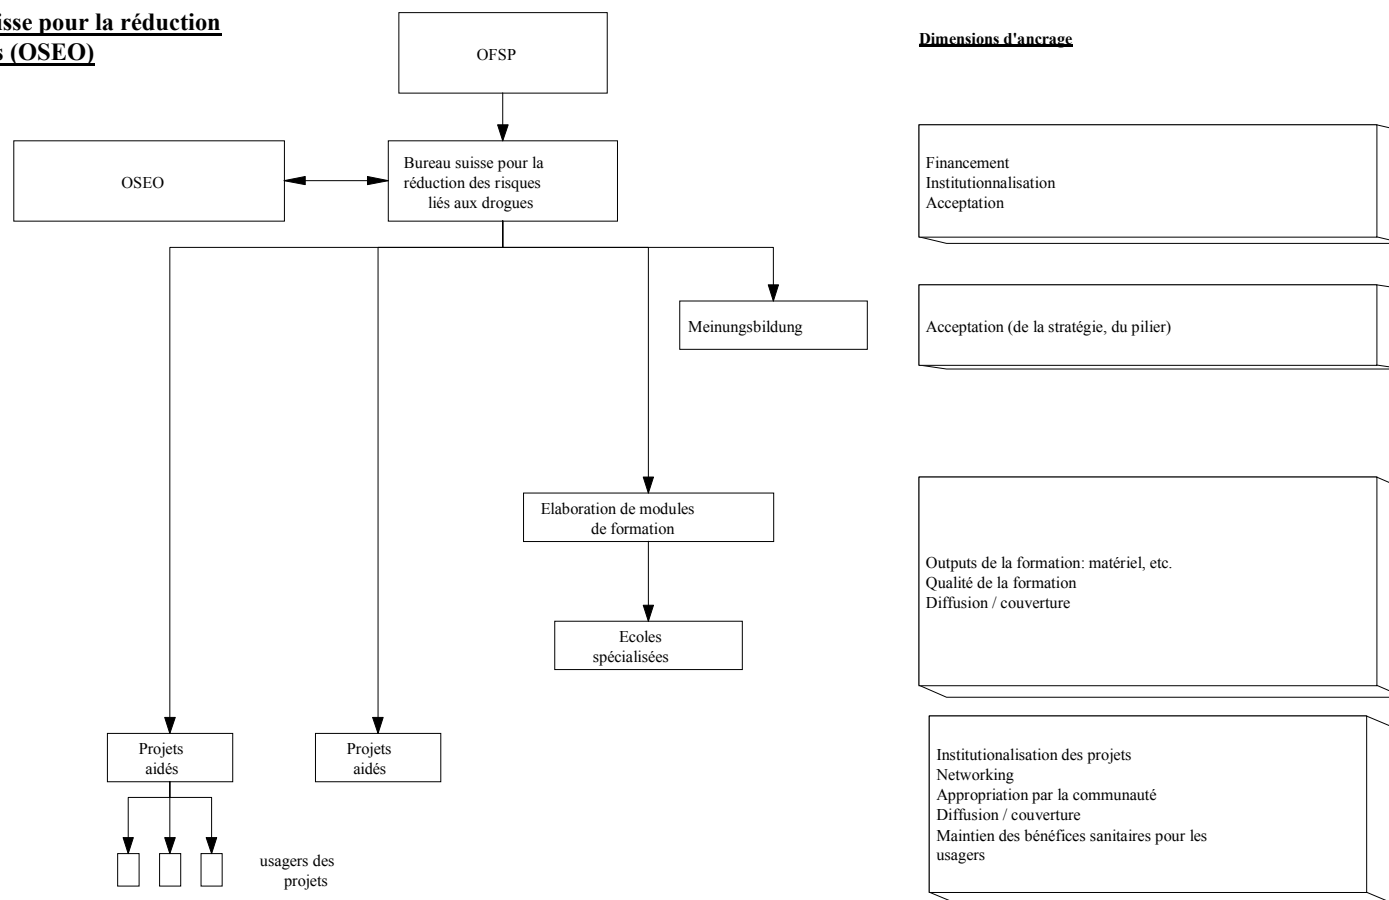 isse pour la réduction
s (OSEO)
OFSP
Dimensions d'ancrage
OSEO
Bureau suisse pour la
réduction des risques
liés aux drogues
Financement
Institutionnalisation
Acceptation
Meinungsbildung
Acceptation (de la stratégie, du pilier)
Elaboration de modules
de formation
Outputs de la formation: matériel, etc.
Qualité de la formation
Diffusion / couverture
Ecoles
spécialisées
Projets
aidés
Projets
aidés
Institutionalisation des projets
Networking
Appropriation par la communauté
Diffusion / couverture
Maintien des bénéfices sanitaires pour les
usagers
usagers des
projets